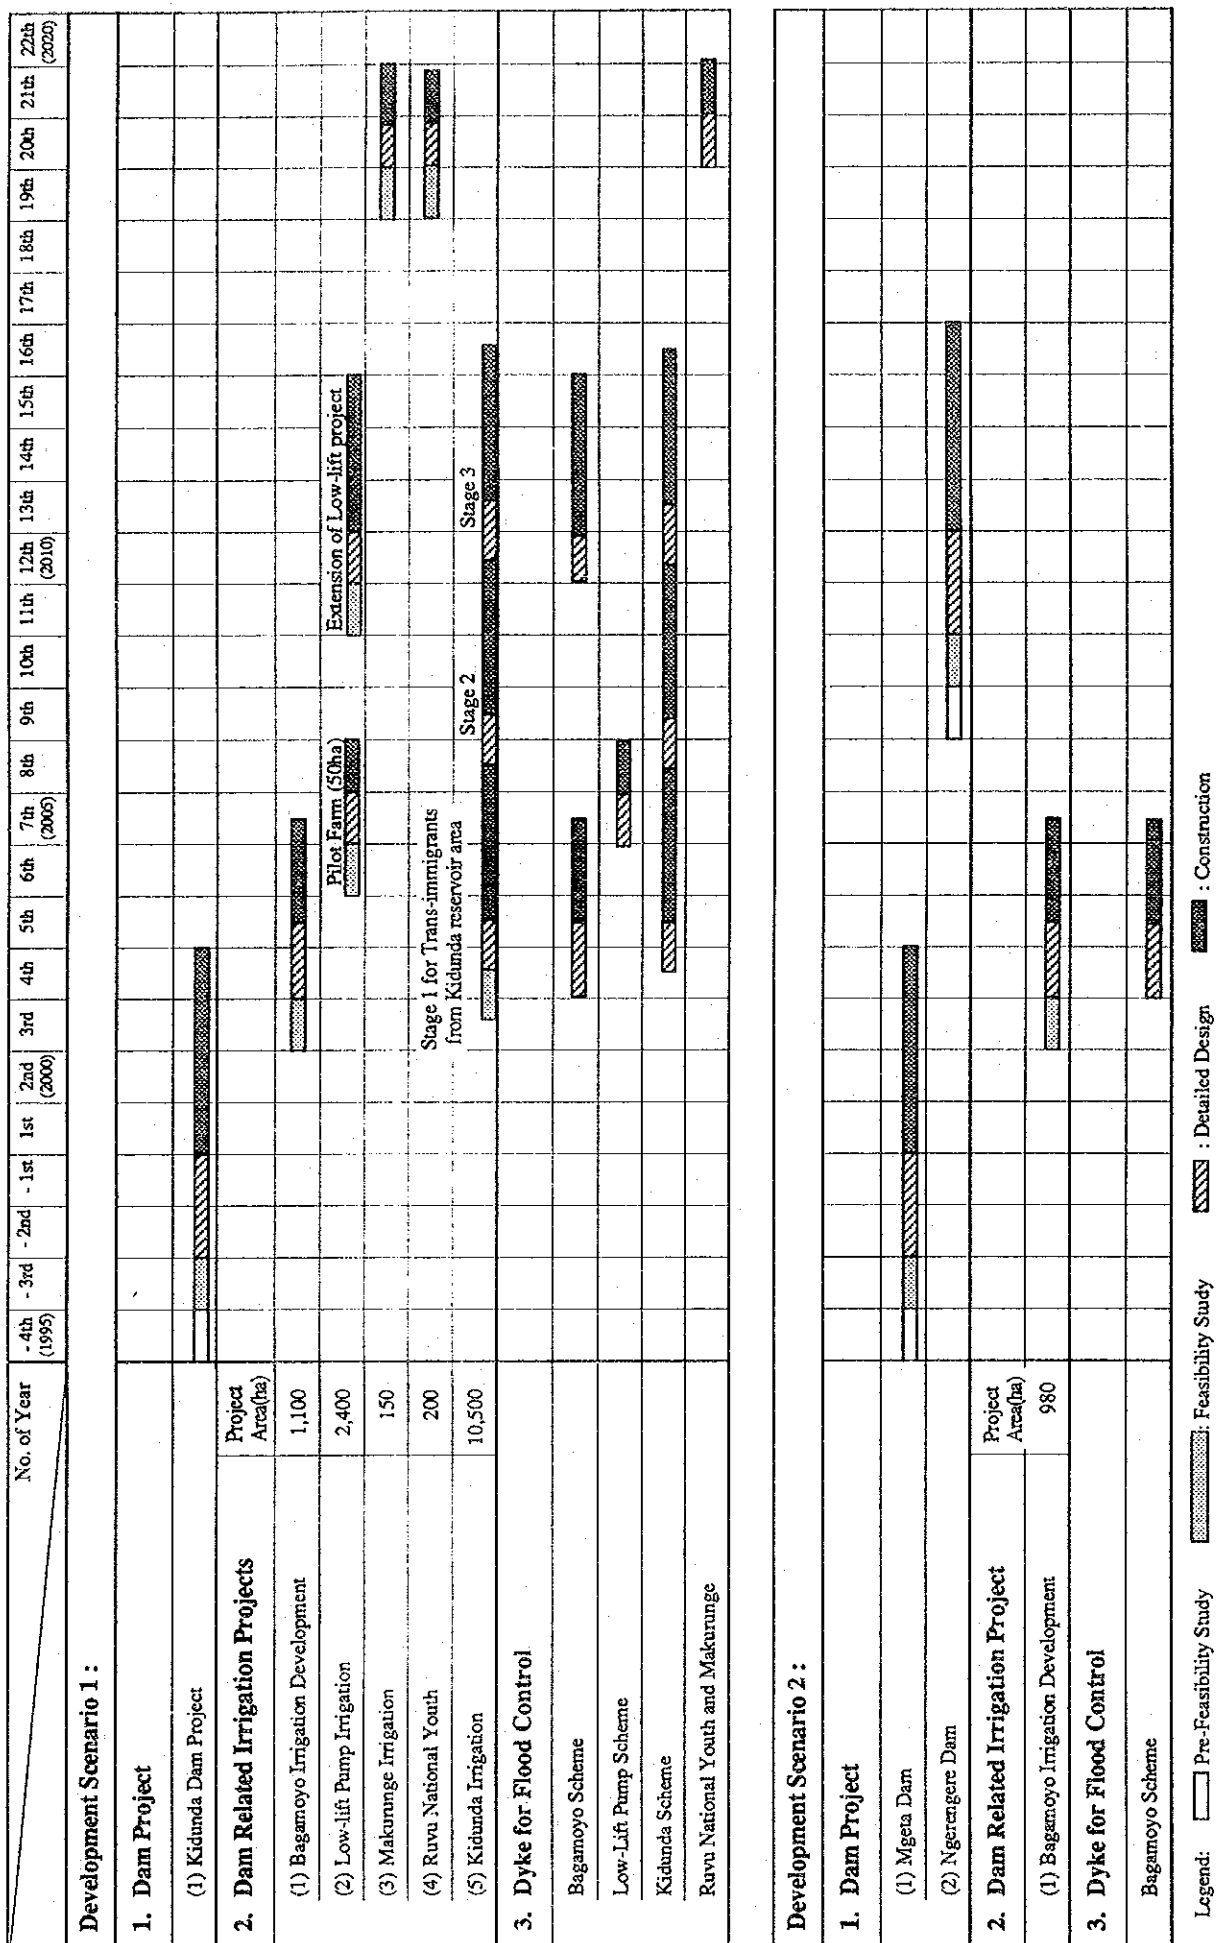 No. of Year
- 4th - 3rd - 2nd - 1st 1st 2nd 3rd 4th 5th 6th 7th 8th 9th 10th 11th 12th 13th 14th 15th 16th 17th 18th 19th 20th 21th 22th
(1995) (2000) (2005) (2010) (2020)
Development Scenario 1 :
1. Dam Project
(1) Kidunda Dam Project
2. Dam Related Irrigation Projects
Project
Area(ha)
(1) Bagamoyo Irrigation Development 1,100
(2) Low-lift Pump Irrigation 2,400
Pilot Farm (50ha)
Extension of Low-lift project
(3) Makurunge Irrigation 150
(4) Ruvu National Youth 200
Stage 1 for Trans-immigrants
from Kidunda reservoir area
(5) Kidunda Irrigation 10,500
Stage 2
Stage 3
3. Dyke for Flood Control
Bagamoyo Scheme
Low-Lift Pump Scheme
Kidunda Scheme
Ruvu National Youth and Makurunge
Development Scenario 2 :
1. Dam Project
(1) Mgeta Dam
(2) Ngerengere Dam
2. Dam Related Irrigation Project
Project
Area(ha)
(1) Bagamoyo Irrigation Development 980
3. Dyke for Flood Control
Bagamoyo Scheme
Legend: Pre-Feasibility Study : Feasibility Study : Detailed Design : Construction